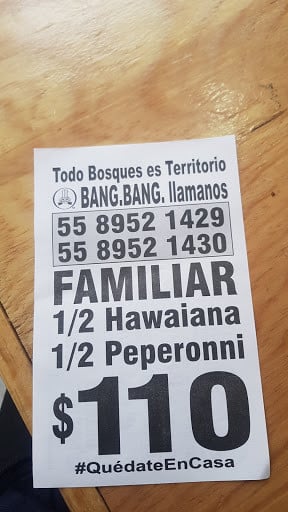 Todo Bosques es Territorio
BANG.BANG. llamanos
55 8952 1429
55 8952 1430
FAMILIAR
1/2 Hawaiana
1/2 Peperonni
$110
#QuédateEnCasa